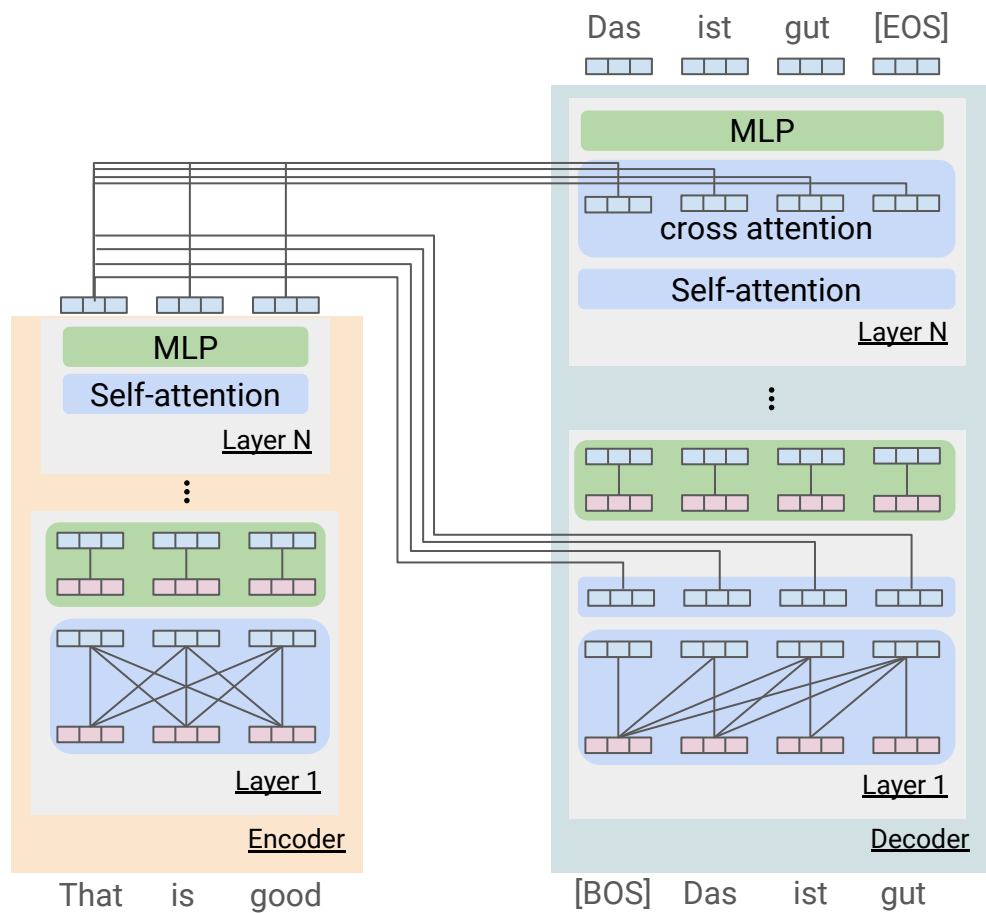 Das ist gut [EOS]
MLP
cross attention
Self-attention
Layer N
MLP
Self-attention
Layer N
Layer 1
Encoder
Layer 1
Decoder
That is good
[BOS] Das ist gut